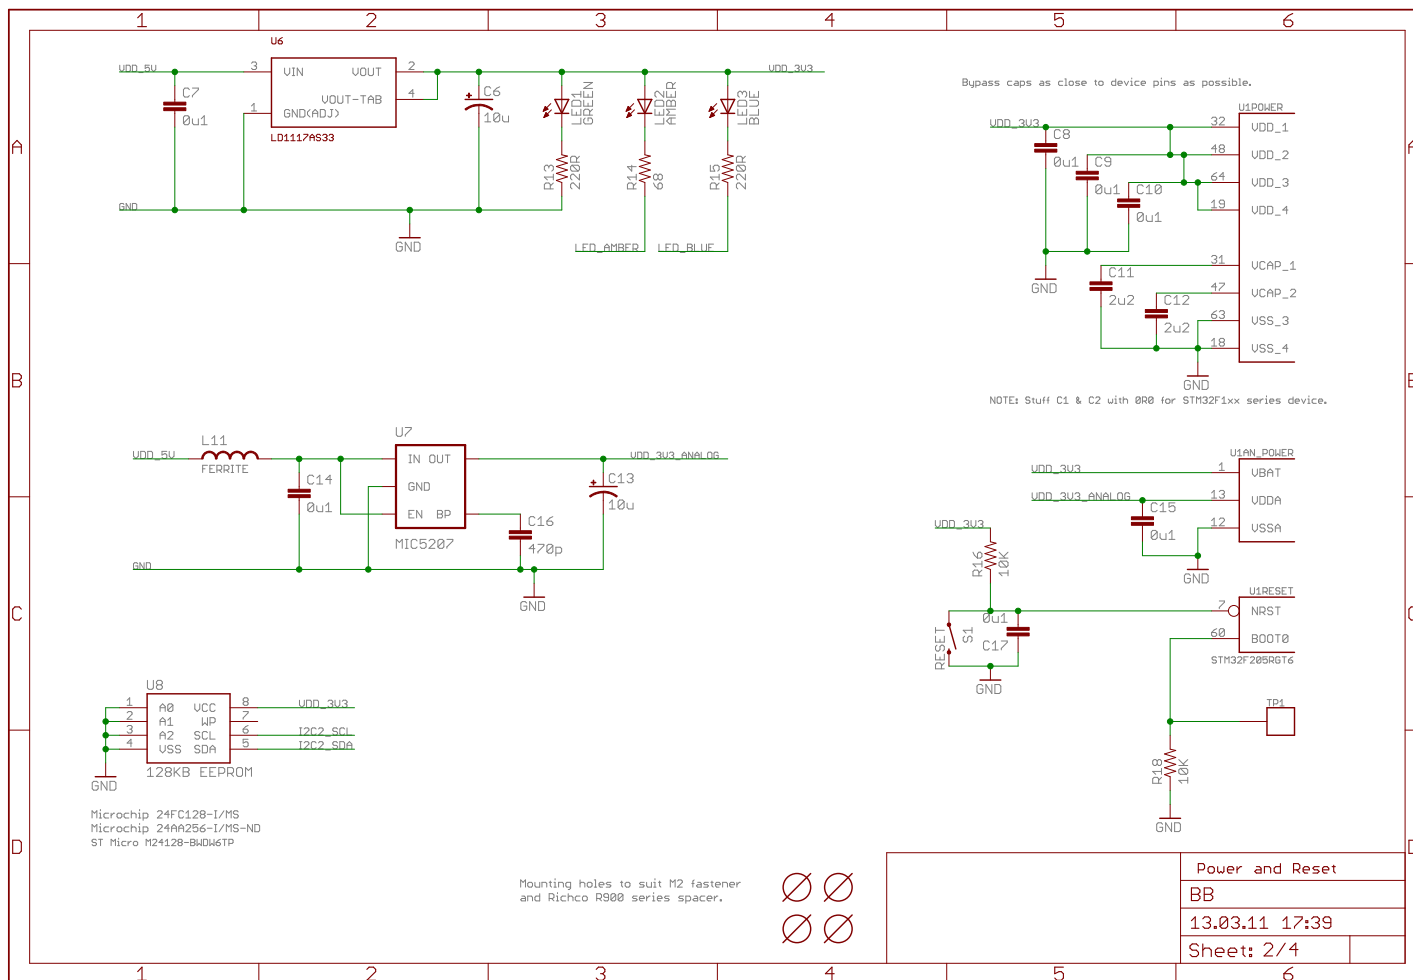 1 2 3 4 5 6
A
B
C
D
U6
VDD_5V
3 VIN
VOUT 2
VOUT-TAB 4
1 GND(ADJ)
LD1117AS33
C7
0u1
C6
10u
LED1
GREEN
LED2
AMBER
LED3
BLUE
VDD_3V3
R13
220R
R14
68
R15
220R
GND
GND
LED_AMBER
LED_BLUE
Bypass caps as close to device pins as possible.
U1POWER
VDD_3V3
C8
0u1
C9
0u1
C10
0u1
32 VDD_1
48 VDD_2
64 VDD_3
19 VDD_4
GND
C11
2u2
C12
2u2
31 VCAP_1
47 VCAP_2
63 VSS_3
18 VSS_4
GND
NOTE: Stuff C1 & C2 with 0R0 for STM32F1xx series device.
VDD_5V
L11
FERRITE
C14
0u1
U7
IN OUT
GND
EN BP
MIC5207
C16
470p
VDD_3V3_ANALOG
C13
10u
GND
GND
U1AN_POWER
VDD_3V3 1 VBAT
VDD_3V3_ANALOG 13 VDDA
12 VSSA
C15
0u1
GND
VDD_3V3
R16
10K
RESET
S1
0u1
C17
GND
U1RESET
7 NRST
60 BOOT0
STM32F205RGT6
TP1
R18
10K
GND
U8
1 A0 VCC 8 VDD_3V3
2 A1 WP 7
3 A2 SCL 6 I2C2_SCL
4 VSS SDA 5 I2C2_SDA
128KB EEPROM
GND
Microchip 24FC128-I/MS
Microchip 24AA256-I/MS-ND
ST Micro M24128-BWDW6TP
Mounting holes to suit M2 fastener
and Richco R900 series spacer.
Power and Reset
BB
13.03.11 17:39
Sheet: 2/4
1 2 3 4 5 6